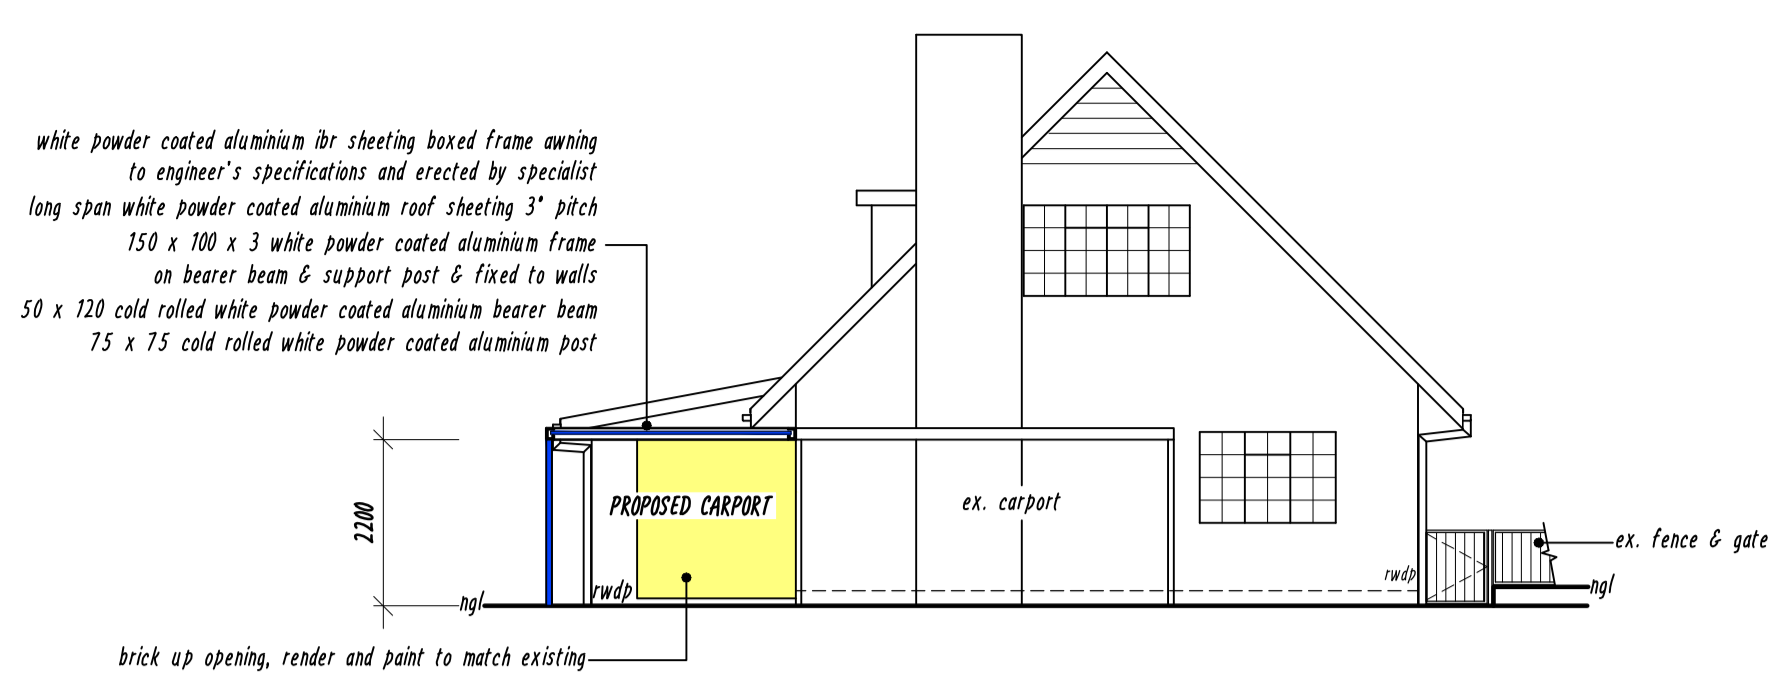 white powder coated aluminium ibr sheeting boxed frame awning
to engineer's specifications and erected by specialist
long span white powder coated aluminium roof sheeting 3° pitch
150 x 100 x 3 white powder coated aluminium frame
on bearer beam & support post & fixed to walls
50 x 120 cold rolled white powder coated aluminium bearer beam
75 x 75 cold rolled white powder coated aluminium post
2200
PROPOSED CARPORT
ex. carport
ex. fence & gate
rwdp
rwdp
ngl
ngl
brick up opening, render and paint to match existing